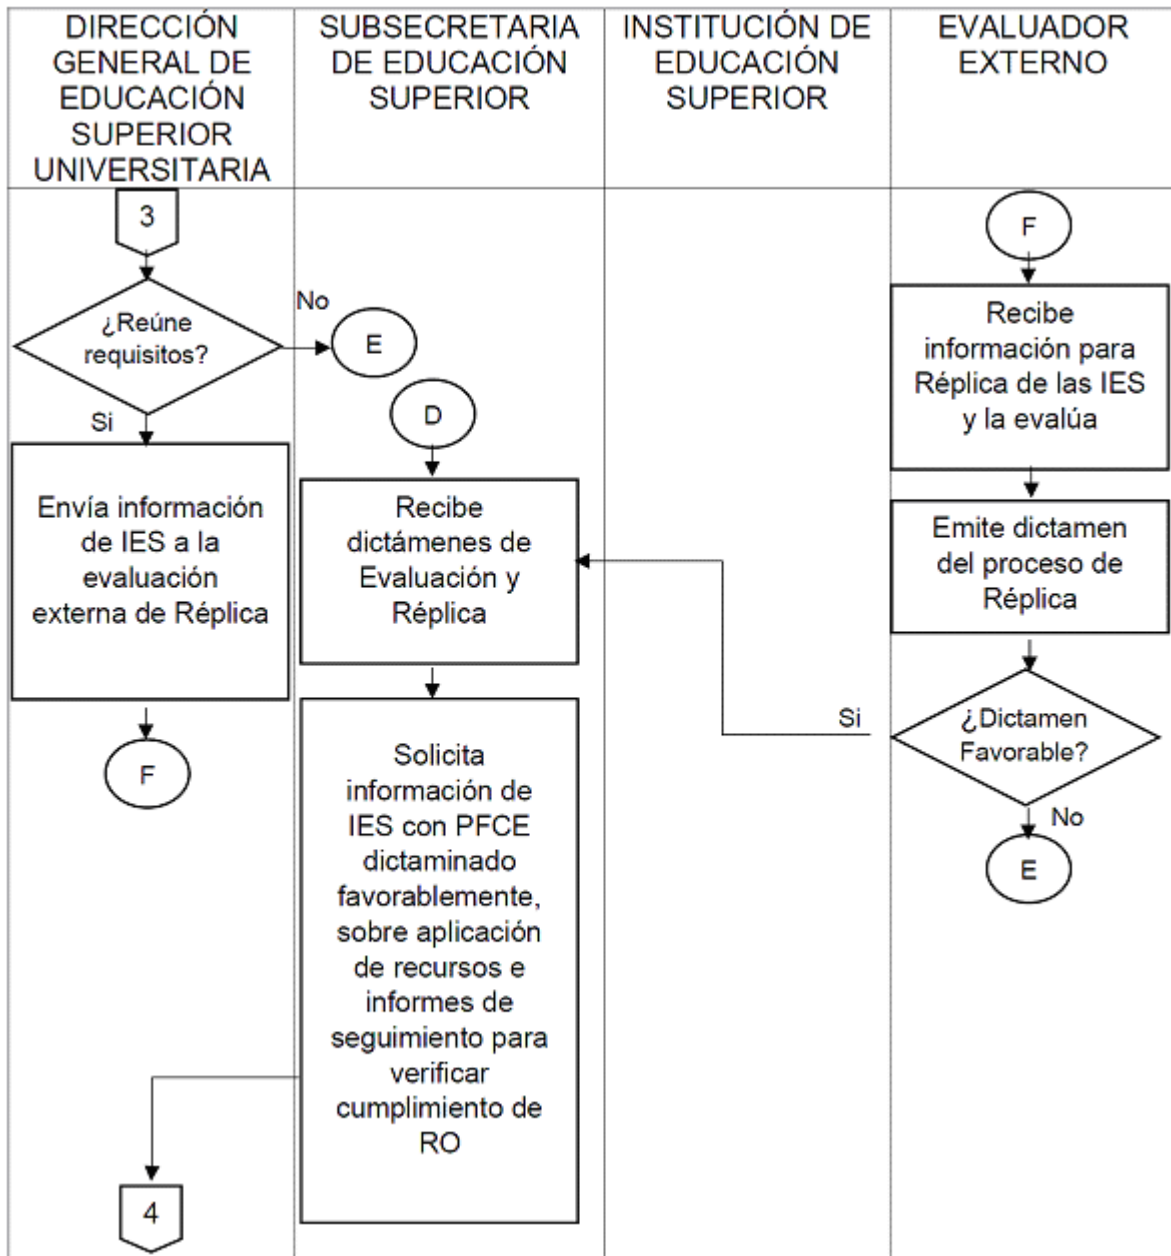 DIRECCIÓN
GENERAL DE
EDUCACIÓN
SUPERIOR
UNIVERSITARIA
SUBSECRETARIA
DE EDUCACIÓN
SUPERIOR
INSTITUCIÓN DE
EDUCACIÓN
SUPERIOR
EVALUADOR
EXTERNO
3
¿Reúne
requisitos?
No
E
Si
Envía información
de IES a la
evaluación
externa de Réplica
F
D
Recibe
dictámenes de
Evaluación y
Réplica
Solicita
información de
IES con PFCE
dictaminado
favorablemente,
sobre aplicación
de recursos e
informes de
seguimiento para
verificar
cumplimiento de
RO
4
F
Recibe
información para
Réplica de las IES
y la evalúa
Emite dictamen
del proceso de
Réplica
¿Dictamen
Favorable?
Si
No
E